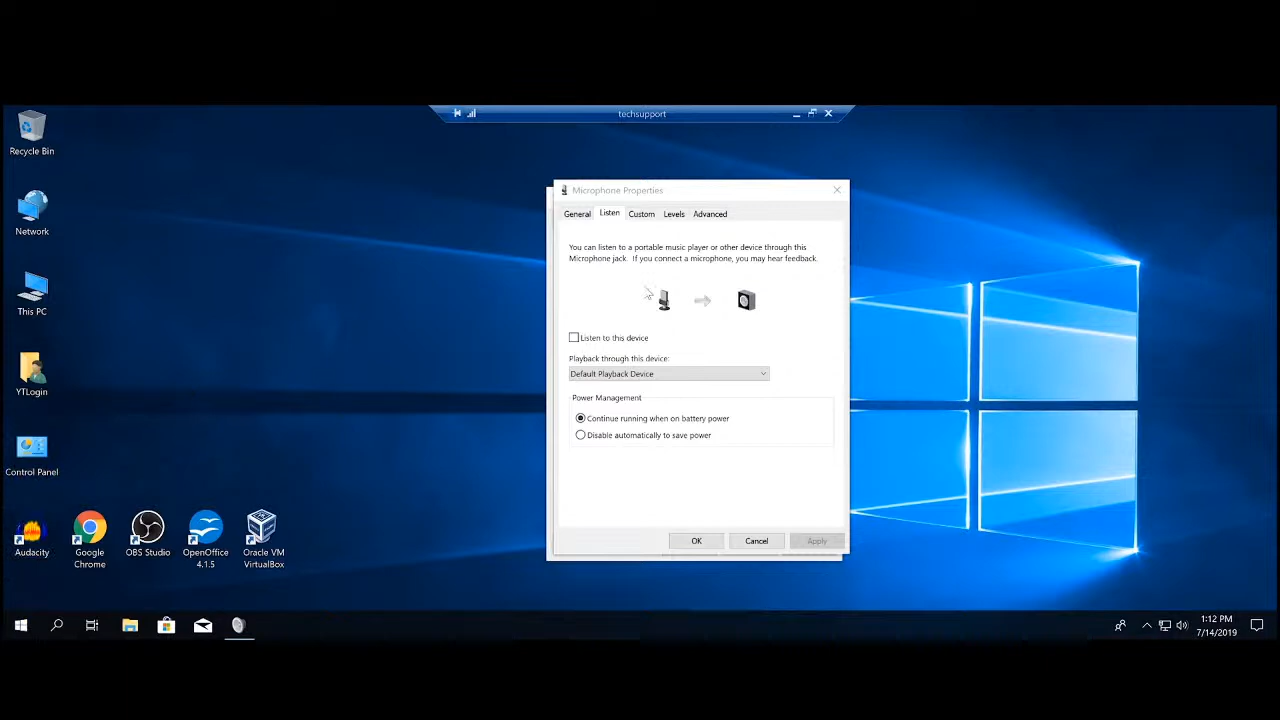 techsupport
Recycle Bin
Network
This PC
YTLogin
Control Panel
Audacity
Google
Chrome
OBS Studio
OpenOffice
4.1.5
Oracle VM
VirtualBox
Microphone Properties
General Listen Custom Levels Advanced
You can listen to a portable music player or other device through this
Microphone jack. If you connect a microphone, you may hear feedback.
Listen to this device
Playback through this device:
Default Playback Device
Power Management
Continue running when on battery power
Disable automatically to save power
OK Cancel Apply
1:12 PM
7/14/2019